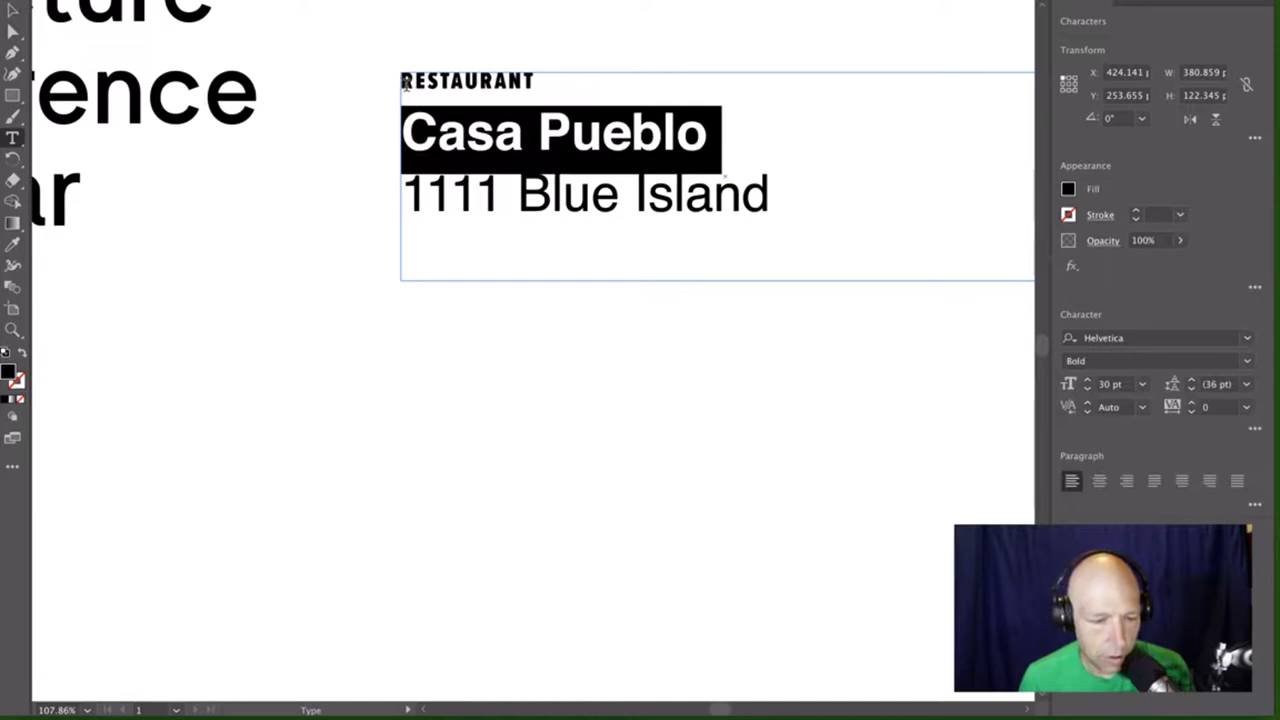 ture
Characters
Transform
RESTAURANT
X: 424.141 p W: 380.859 p
erence
Y: 253.655 p H: 122.345 p
0°
Casa Pueblo
Appearance
1111 Blue Island
Fill
ar
Stroke
Opacity 100%
fx
Character
Helvetica
Bold
30 pt (36 pt)
Auto 0
Paragraph
107.86% 1 Type